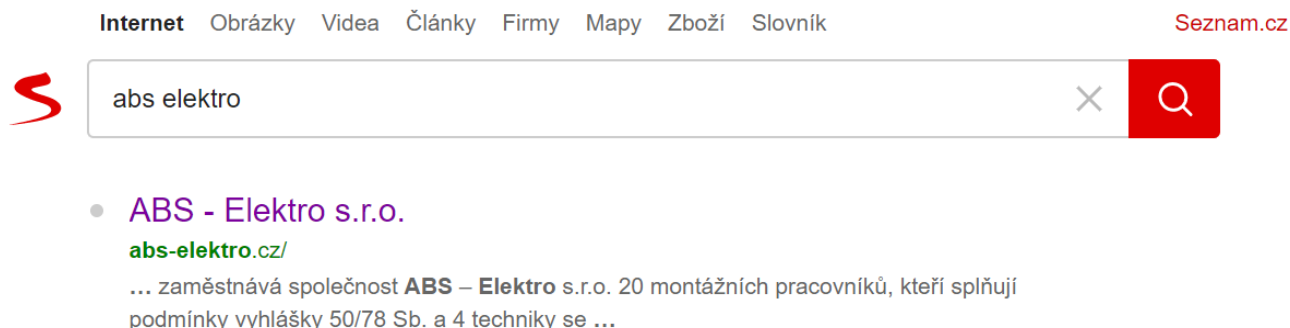 Internet Obrázky Videa Články Firmy Mapy Zboží Slovník Seznam.cz
abs elektro
ABS - Elektro s.r.o.
abs-elektro.cz/
... zaměstnává společnost ABS – Elektro s.r.o. 20 montážních pracovníků, kteří splňují
podmínky vyhlášky 50/78 Sb. a 4 techniky se ...